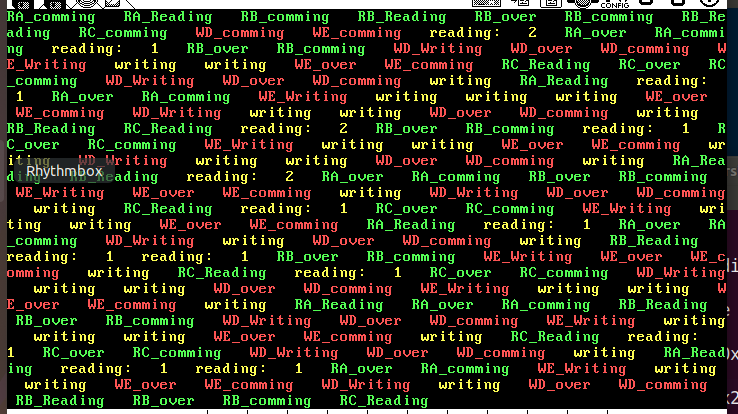 CONFIG
RA_comming RA_Reading RB_comming RB_over RB_comming RB_Re
ading RC_comming WD_comming WE_comming reading: 2 RA_over RA_commi
ng reading: 1 RB_over RB_comming WD_Writing WD_over WD_comming W
E_Writing writing writing WE_over WE_comming RC_Reading RC_over RC
_comming WD_Writing WD_over WD_comming writing RA_Reading reading:
1 RA_over RA_comming WE_Writing writing writing writing WE_over
WE_comming WD_Writing writing writing WD_over WD_comming writing
RB_Reading RC_Reading reading: 2 RB_over RB_comming reading: 1 R
C_over RC_comming WE_Writing writing writing WE_over WE_comming wr
iting WD_Writing writing writing WD_over WD_comming writing RA_Rea
Rhythmbox
ding RB_Reading reading: 2 RA_over RA_comming RB_over RB_comming
WE_Writing WE_over WE_comming writing WD_Writing WD_over WD_comming
writing RC_Reading reading: 1 RC_over RC_comming WE_Writing wri
ting writing WE_over WE_comming RA_Reading reading: 1 RA_over RA
_comming WD_Writing writing WD_over WD_comming writing RB_Reading
reading: 1 reading: 1 RB_over RB_comming WE_Writing WE_over WE_c
omming writing RC_Reading reading: 1 RC_over RC_comming WD_Writing
writing writing WD_over WD_comming WE_Writing writing writing W
E_over WE_comming writing RA_Reading RA_over RA_comming RB_Reading
RB_over RB_comming WD_Writing WD_over WD_comming WE_Writing writing
writing writing WE_over WE_comming writing RC_Reading reading:
1 RC_over RC_comming WD_Writing WD_over WD_comming writing RA_Read
ing reading: 1 reading: 1 RA_over RA_comming WE_Writing writing
writing WE_over WE_comming WD_Writing writing WD_over WD_comming
RB_Reading RB_over RB_comming RC_Reading